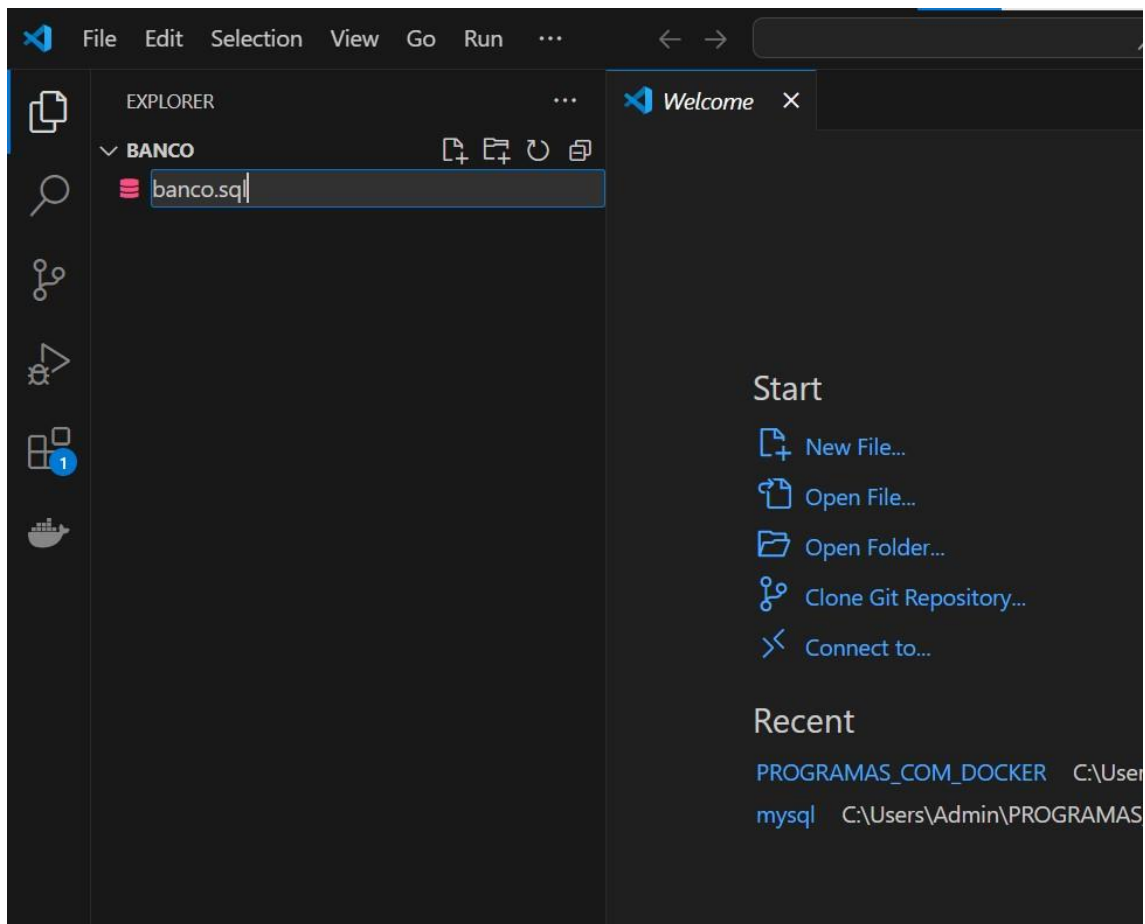 File Edit Selection View Go Run ...
EXPLORER ...
Welcome
BANCO
banco.sql
Start
New File...
Open File...
Open Folder...
Clone Git Repository...
1
Connect to...
Recent
PROGRAMAS_COM_DOCKER C:\User
mysql C:\Users\Admin\PROGRAMAS